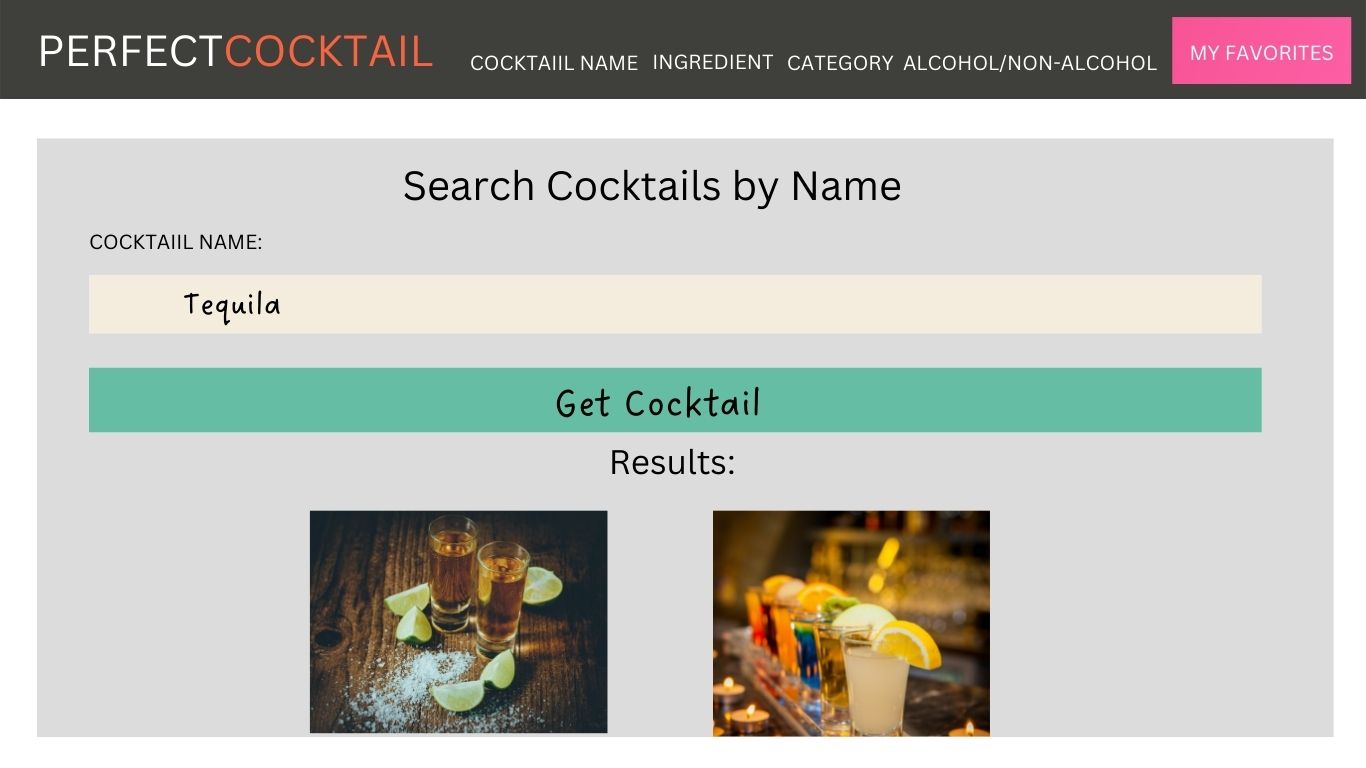 PERFECTCOCKTAIL
COCKTAIIL NAME INGREDIENT CATEGORY ALCOHOL/NON-ALCOHOL MY FAVORITES
Search Cocktails by Name
COCKTAIIL NAME:
Tequila
Get Cocktail
Results: